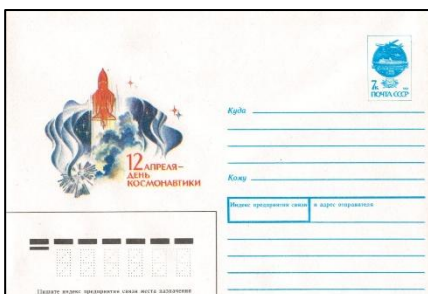 7к
ПОЧТА СССР
Куда
12 АПРЕЛЯ–
ДЕНЬ
КОСМОНАВТИКИ
Кому
Индекс предприятия связи и адрес отправителя
Пишите индекс предприятия связи места назначения